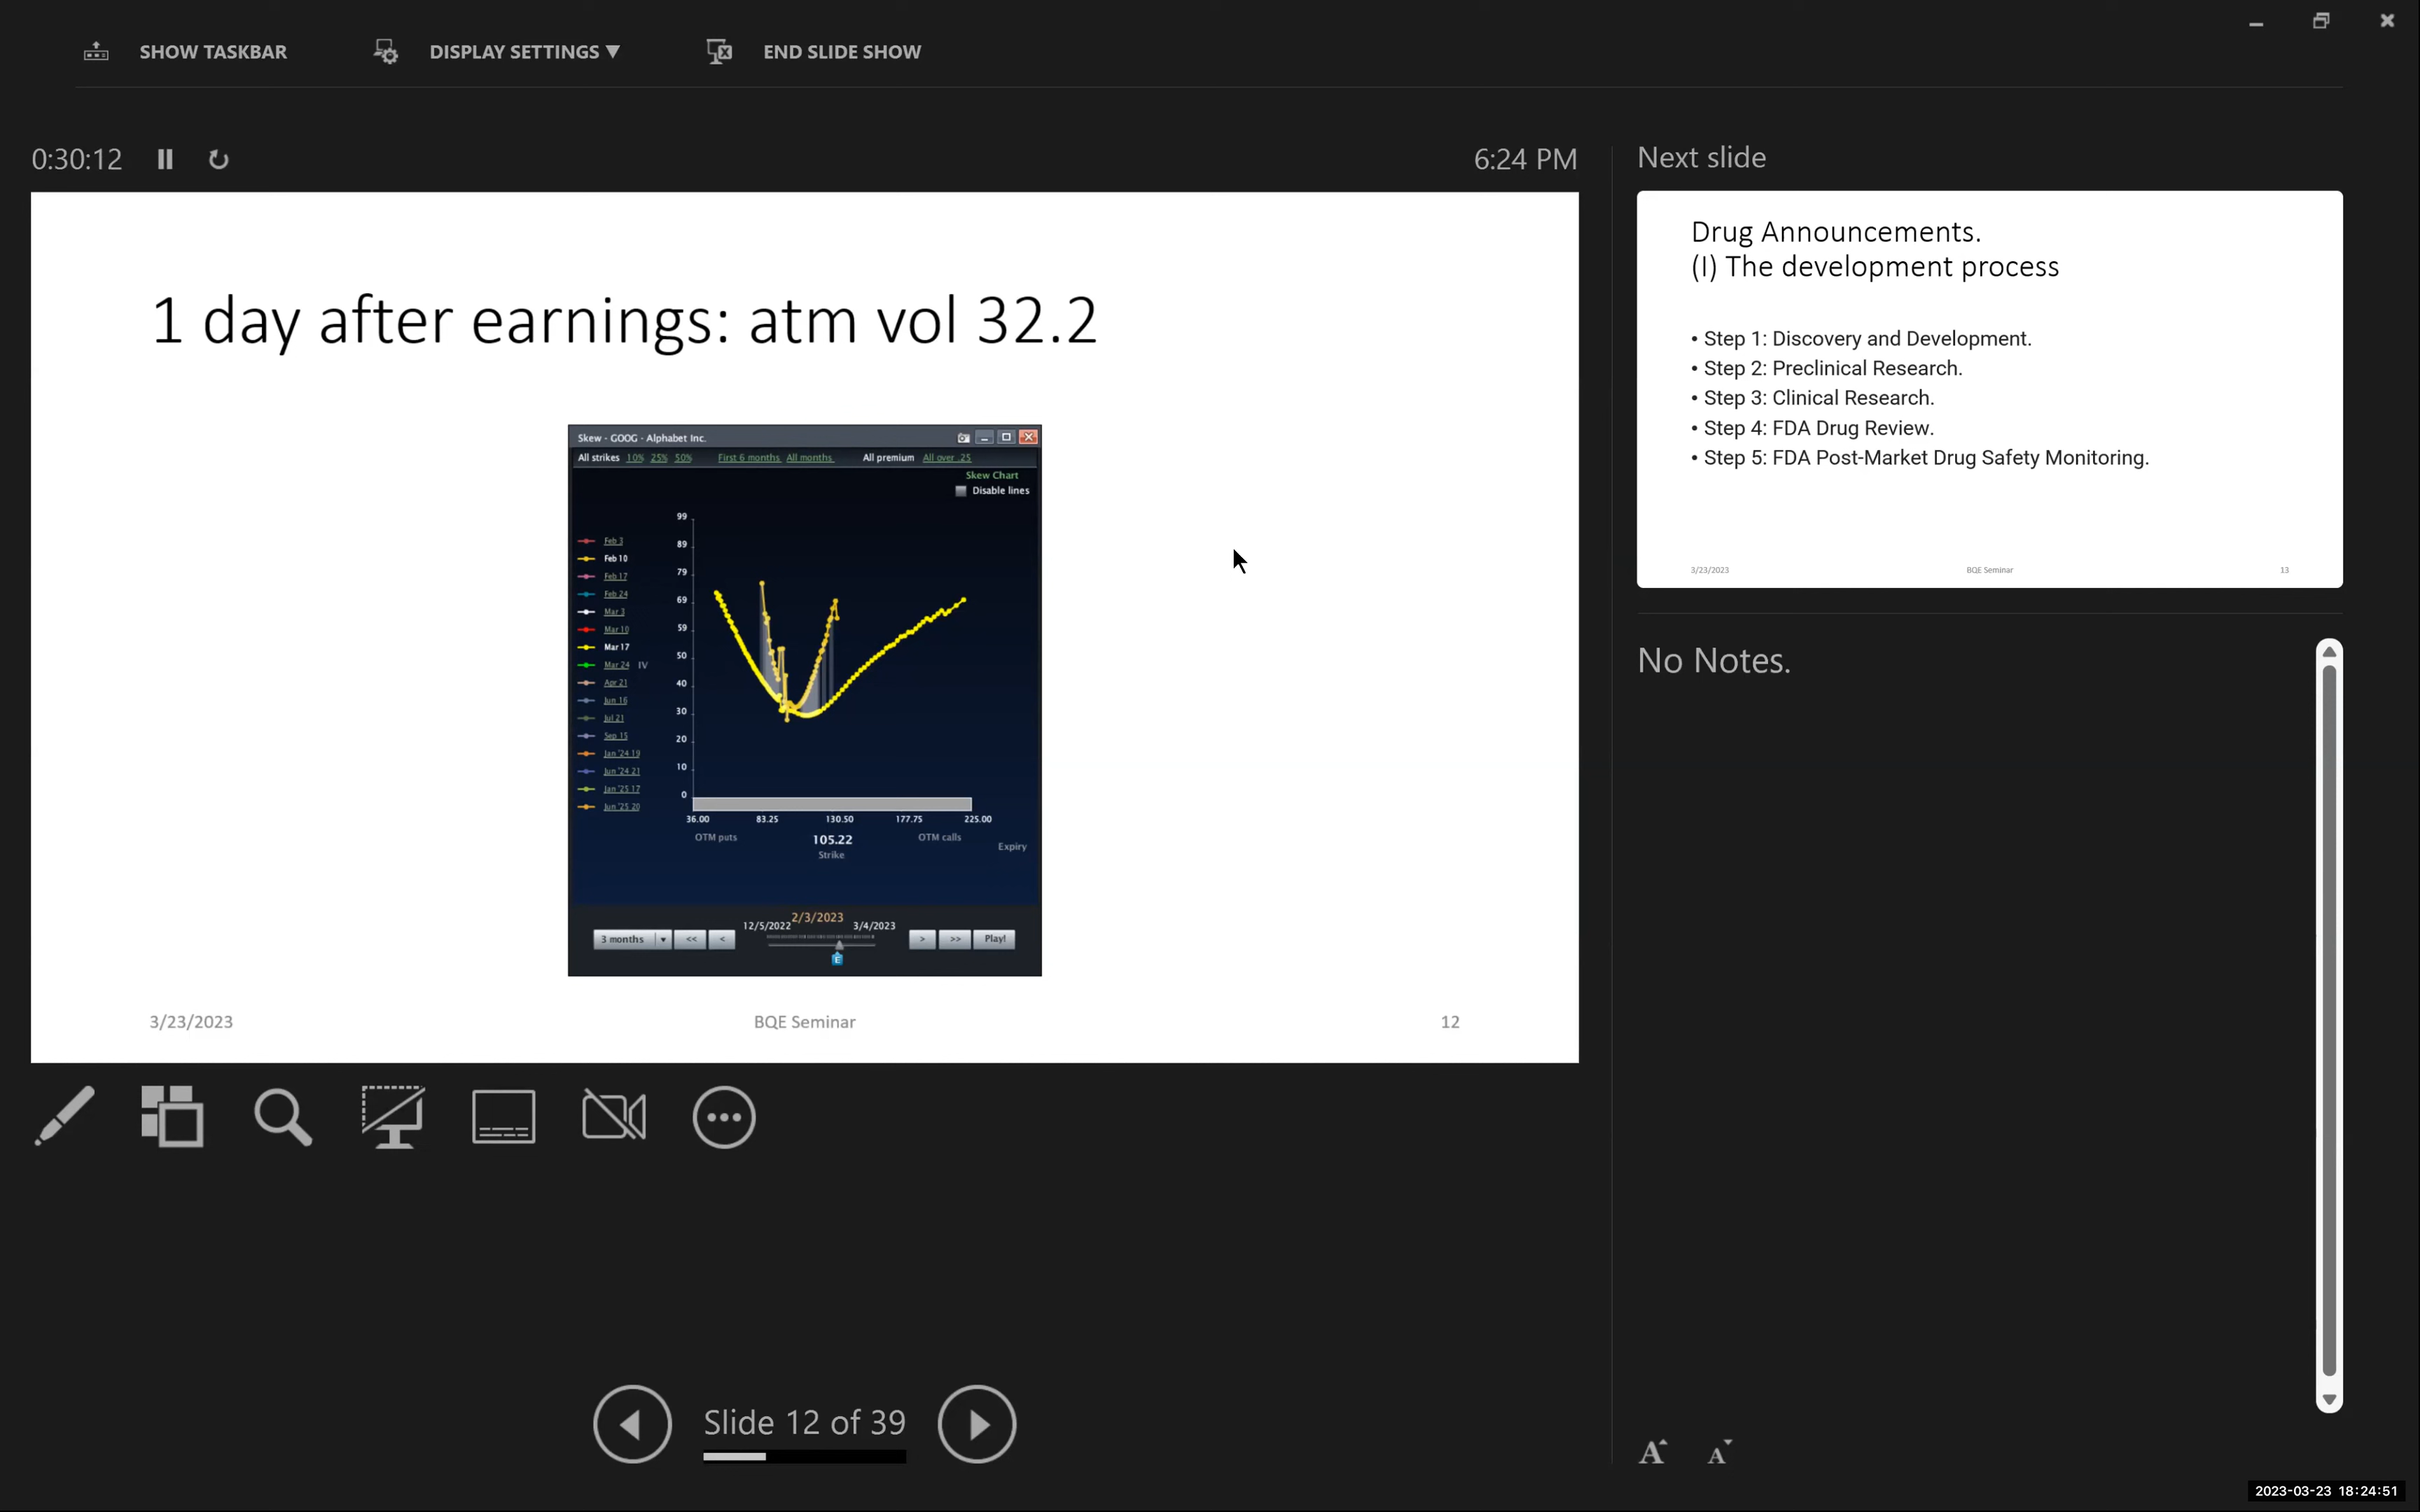 SHOW TASKBAR
DISPLAY SETTINGS ▼
END SLIDE SHOW
0:30:12
6:24 PM
1 day after earnings: atm vol 32.2
Skew - GOOG - Alphabet Inc.
All strikes 10% 25% 50% First 6 months All months All premium All over .25
Skew Chart
Disable lines
Feb 3
Feb 10
Feb 17
Feb 24
Mar 3
Mar 10
Mar 17
Mar 24 IV
Apr 21
Jun 16
Jul 21
Sep 15
Jan '24 19
Jun '24 21
Jan '25 17
Jun '25 20
99
89
79
69
59
50
40
30
20
10
0
36.00 83.25 130.50 177.75 225.00
OTM puts 105.22 OTM calls
Strike
Expiry
2/3/2023
12/5/2022 3/4/2023
3 months << < > >> Play!
E
3/23/2023 BQE Seminar 12
Slide 12 of 39
Next slide
Drug Announcements.
(I) The development process
• Step 1: Discovery and Development.
• Step 2: Preclinical Research.
• Step 3: Clinical Research.
• Step 4: FDA Drug Review.
• Step 5: FDA Post-Market Drug Safety Monitoring.
3/23/2023 BQE Seminar 13
No Notes.
A A
2023-03-23 18:24:51